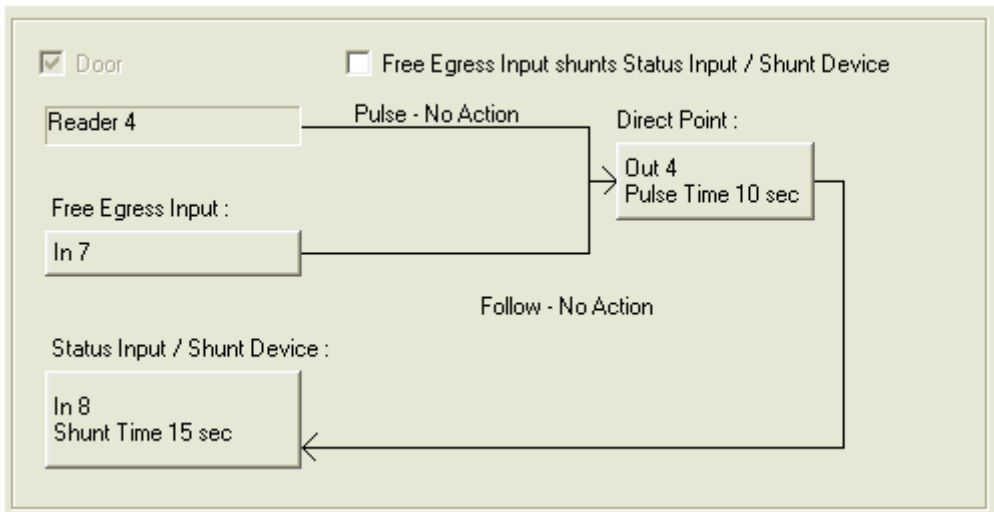 Door
Free Egress Input shunts Status Input / Shunt Device
Reader 4
Pulse - No Action
Direct Point :
Out 4
Pulse Time 10 sec
Free Egress Input :
In 7
Follow - No Action
Status Input / Shunt Device :
In 8
Shunt Time 15 sec